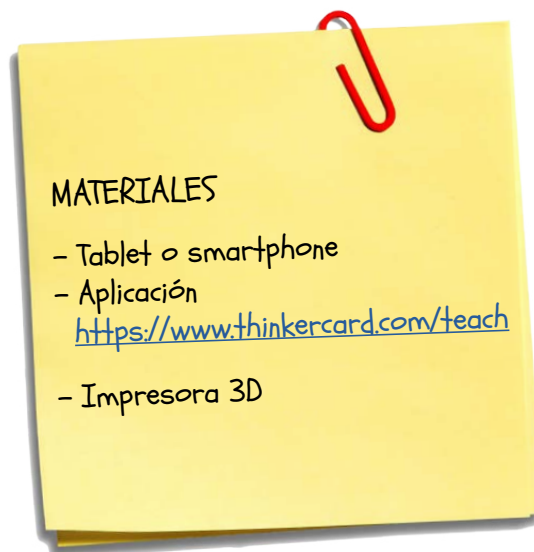 MATERIALES
- Tablet o smartphone
- Aplicación
https://www.thinkercard.com/teach
- Impresora 3D